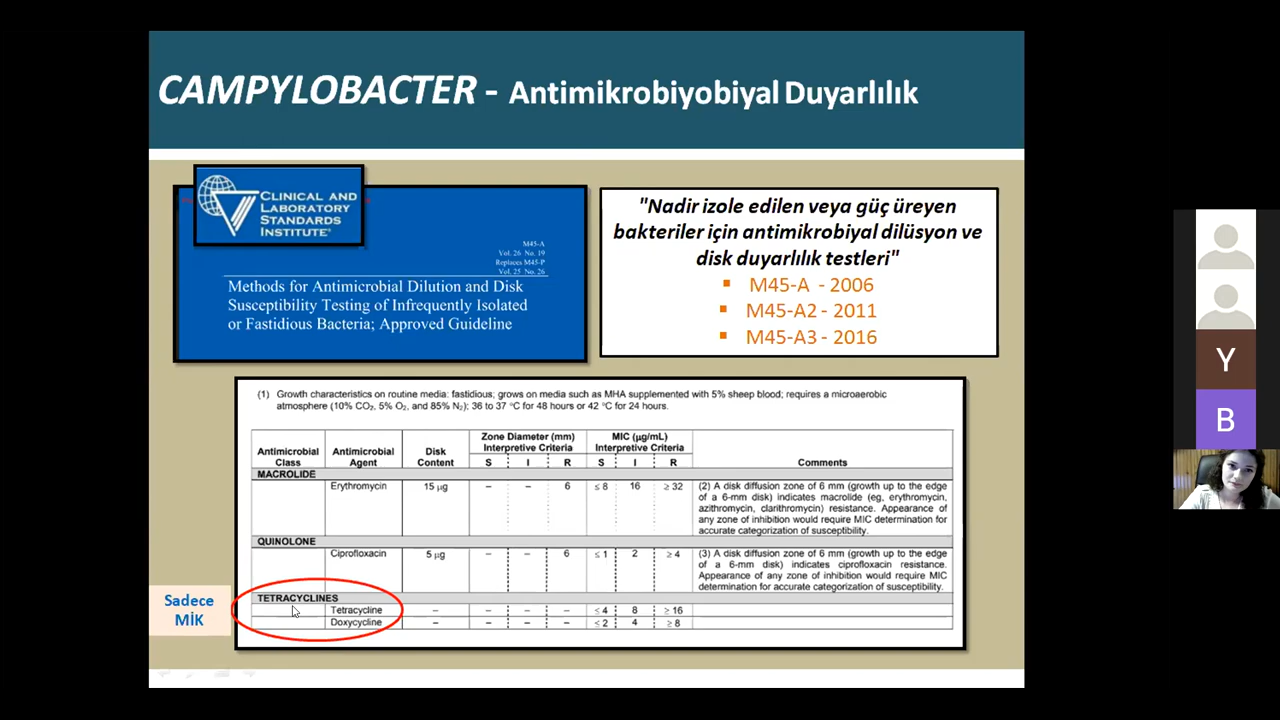 CAMPYLOBACTER - Antimikrobiyobiyal Duyarlılık
CLINICAL AND
LABORATORY
STANDARDS
INSTITUTE®
M45-A
Vol. 26 No. 19
Replaces M45-P
Vol. 25 No. 26
Methods for Antimicrobial Dilution and Disk
Susceptibility Testing of Infrequently Isolated
or Fastidious Bacteria; Approved Guideline
"Nadir izole edilen veya güç üreyen
bakteriler için antimikrobiyal dilüsyon ve
disk duyarlılık testleri"
▪ M45-A - 2006
▪ M45-A2 - 2011
▪ M45-A3 - 2016
(1) Growth characteristics on routine media: fastidious; grows on media such as MHA supplemented with 5% sheep blood; requires a microaerobic
atmosphere (10% CO₂, 5% O₂, and 85% N₂); 36 to 37 °C for 48 hours or 42 °C for 24 hours.
Antimicrobial Class Antimicrobial Agent Disk Content Zone Diameter (mm) Interpretive Criteria MIC (µg/mL) Interpretive Criteria
S I R S I R Comments
MACROLIDE
Erythromycin 15 µg – – 6 ≤ 8 16 ≥ 32 (2) A disk diffusion zone of 6 mm (growth up to the edge
of a 6-mm disk) indicates macrolide (eg, erythromycin,
azithromycin, clarithromycin) resistance. Appearance of
any zone of inhibition would require MIC determination for
accurate categorization of susceptibility.
QUINOLONE
Ciprofloxacin 5 µg – – 6 ≤ 1 2 ≥ 4 (3) A disk diffusion zone of 6 mm (growth up to the edge
of a 6-mm disk) indicates ciprofloxacin resistance.
Appearance of any zone of inhibition would require MIC
determination for accurate categorization of susceptibility.
TETRACYCLINES
Tetracycline – – – – ≤ 4 8 ≥ 16
Doxycycline – – – – ≤ 2 4 ≥ 8
Sadece
MİK
Y
B